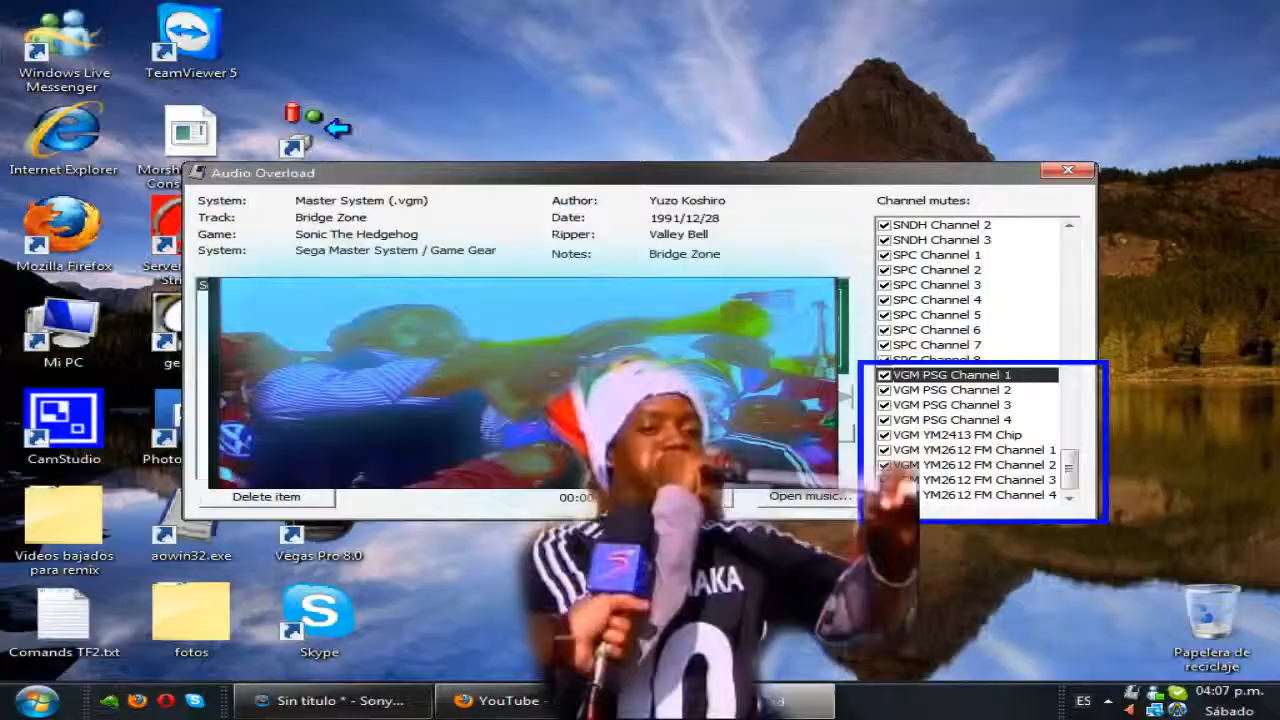 Windows Live
Messenger
TeamViewer 5
Internet Explorer
Mozilla Firefox
Mi PC
CamStudio
Videos bajados
para remix
aowin32.exe
Vegas Pro 8.0
Comands TF2.txt
fotos
Skype
Papelera de
reciclaje
Audio Overload
System: Master System (.vgm)
Track: Bridge Zone
Game: Sonic The Hedgehog
System: Sega Master System / Game Gear
Author: Yuzo Koshiro
Date: 1991/12/28
Ripper: Valley Bell
Notes: Bridge Zone
Channel mutes:
SNDH Channel 2
SNDH Channel 3
SPC Channel 1
SPC Channel 2
SPC Channel 3
SPC Channel 4
SPC Channel 5
SPC Channel 6
SPC Channel 7
SPC Channel 8
VGM PSG Channel 1
VGM PSG Channel 2
VGM PSG Channel 3
VGM PSG Channel 4
VGM YM2413 FM Chip
VGM YM2612 FM Channel 1
VGM YM2612 FM Channel 2
YM2612 FM Channel 3
YM2612 FM Channel 4
Delete item
00:00
Open music...
AKA
Sin título * - Sony...
YouTube -
ES
04:07 p.m.
Sábado